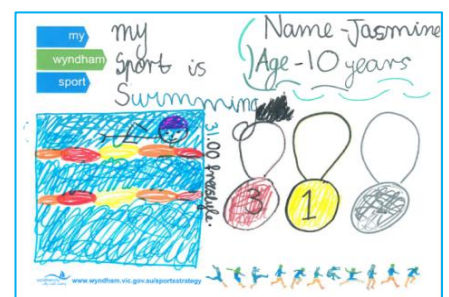 my
wyndham
sport
my
Sport is
Swimming
Name - Jasmine
Age - 10 years
31.00 freestyle.
3
1
2
www.wyndham.vic.gov.au/sportsstrategy